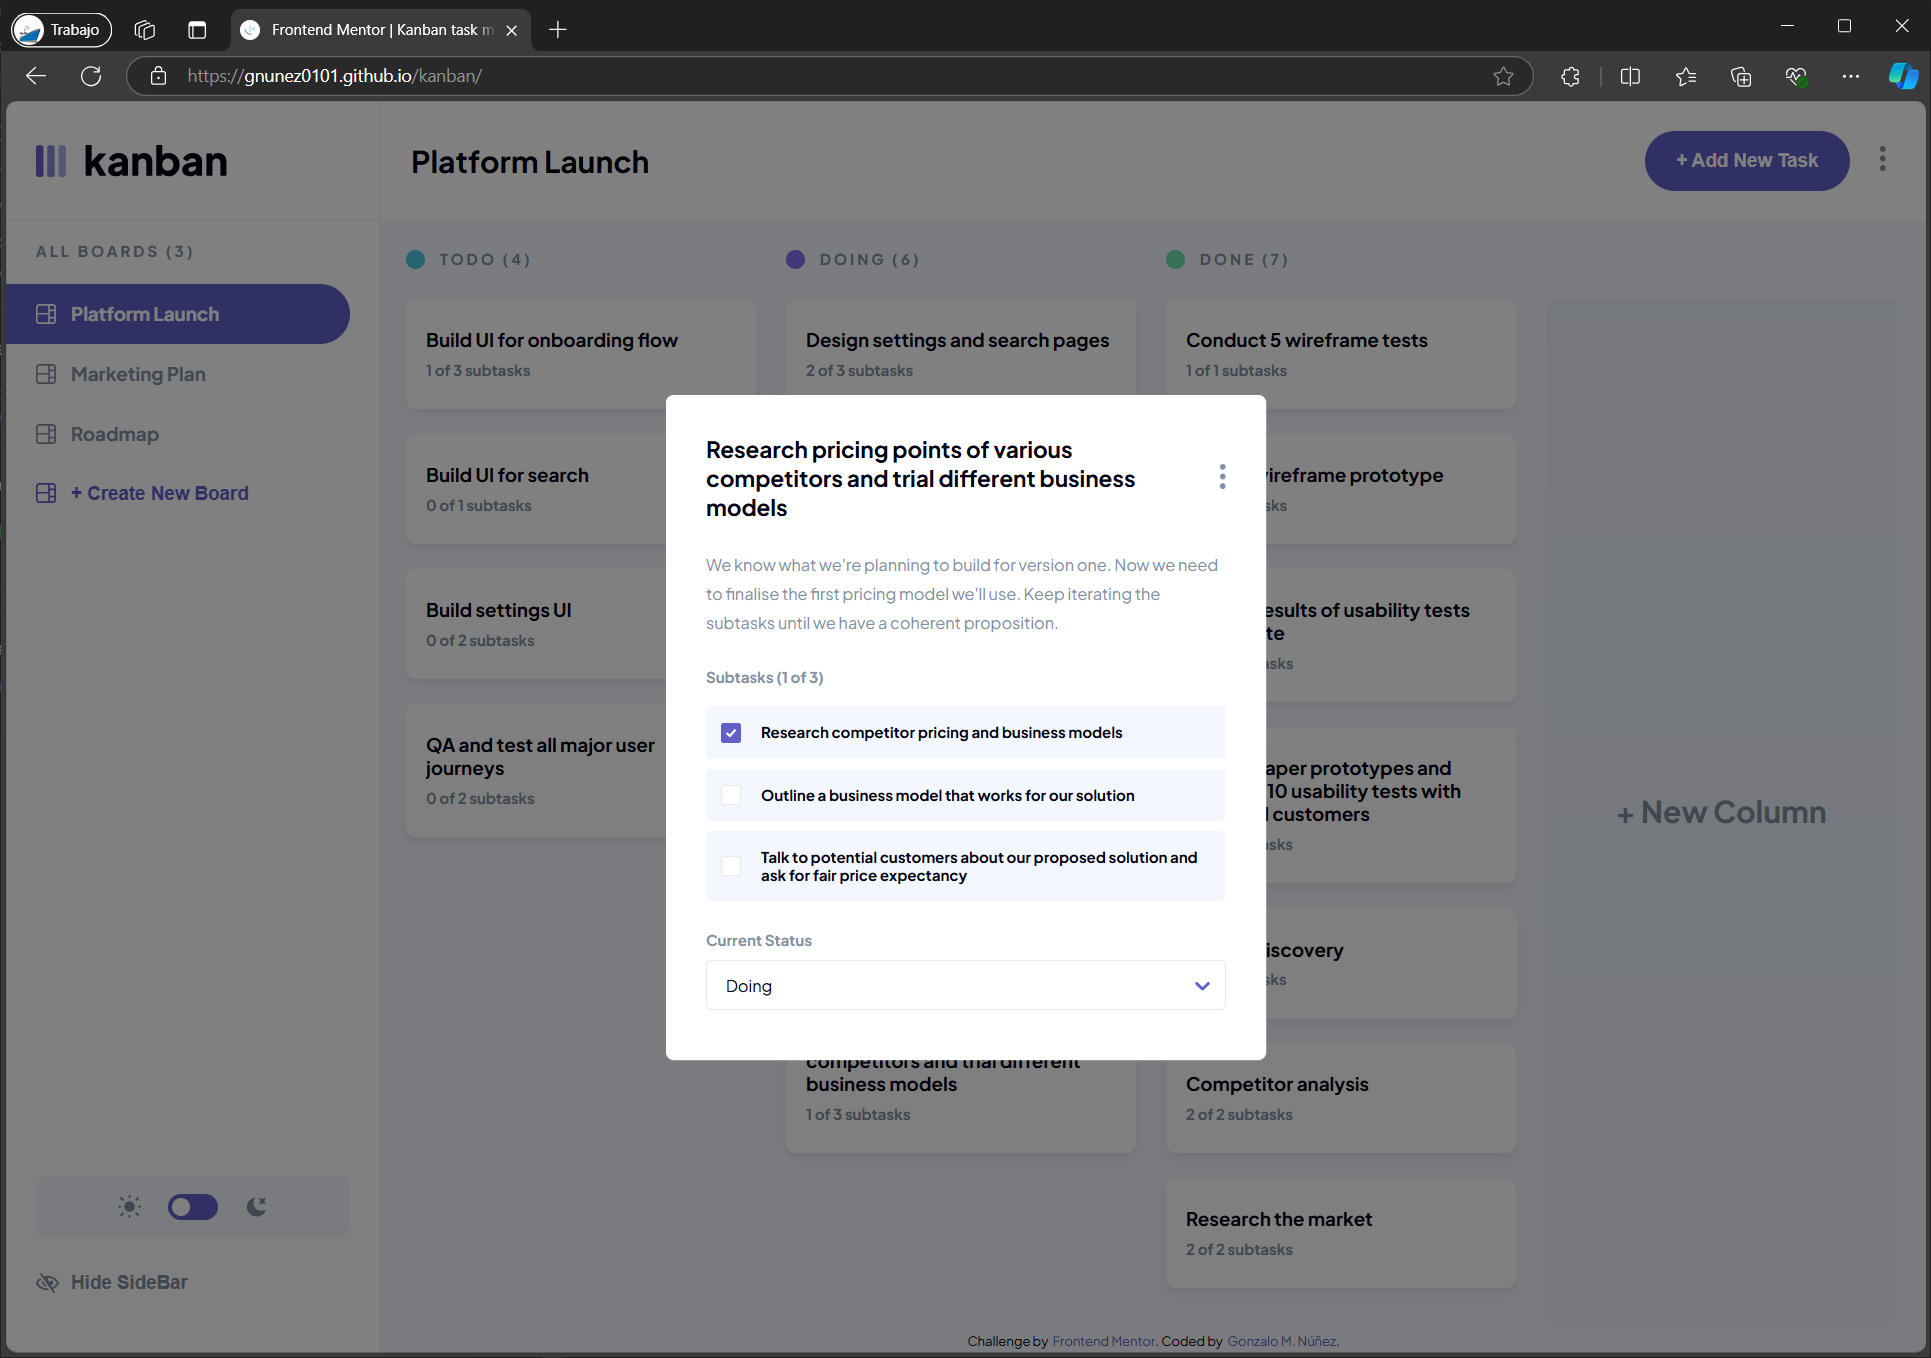 Trabajo
Frontend Mentor | Kanban task m
https://gnunez0101.github.io/kanban/
kanban
Platform Launch
+ Add New Task
ALL BOARDS (3)
Platform Launch
Marketing Plan
Roadmap
+ Create New Board
Hide SideBar
TODO (4)
Build UI for onboarding flow
1 of 3 subtasks
Build UI for search
0 of 1 subtasks
Build settings UI
0 of 2 subtasks
QA and test all major user
journeys
0 of 2 subtasks
DOING (6)
Design settings and search pages
2 of 3 subtasks
competitors and trial different
business models
1 of 3 subtasks
DONE (7)
Conduct 5 wireframe tests
1 of 1 subtasks
wireframe prototype
results of usability tests
aper prototypes and
10 usability tests with
customers
iscovery
Competitor analysis
2 of 2 subtasks
Research the market
2 of 2 subtasks
+ New Column
Research pricing points of various
competitors and trial different business
models
We know what we're planning to build for version one. Now we need
to finalise the first pricing model we'll use. Keep iterating the
subtasks until we have a coherent proposition.
Subtasks (1 of 3)
Research competitor pricing and business models
Outline a business model that works for our solution
Talk to potential customers about our proposed solution and
ask for fair price expectancy
Current Status
Doing
Challenge by Frontend Mentor. Coded by Gonzalo M. Núñez.